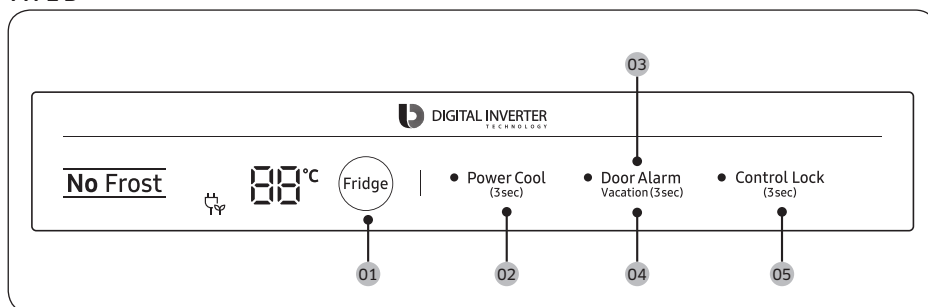 03
DIGITAL INVERTER
TECHNOLOGY
No Frost
88°C
Fridge
Power Cool
(3sec)
Door Alarm
Vacation (3sec)
Control Lock
(3sec)
01
02
04
05